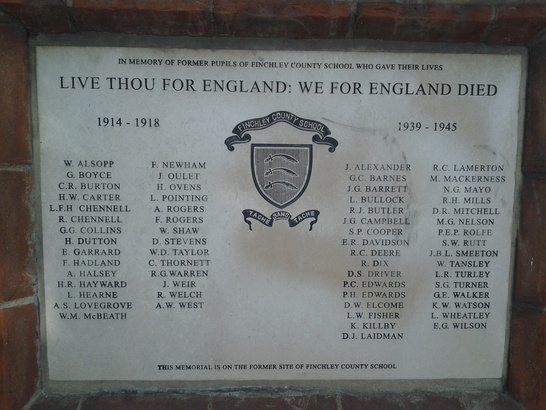 IN MEMORY OF FORMER PUPILS OF FINCHLEY COUNTY SCHOOL WHO GAVE THEIR LIVES
LIVE THOU FOR ENGLAND: WE FOR ENGLAND DIED
1914 - 1918
W. ALSOPP
G. BOYCE
C.R. BURTON
H.W. CARTER
L.F.H CHENNELL
R. CHENNELL
G.G. COLLINS
H. DUTTON
E. GARRARD
F. HADLAND
A. HALSEY
H.R. HAYWARD
L. HEARNE
A.S. LOVEGROVE
W.M. McBEATH
F. NEWHAM
J. OULET
H. OVENS
L. POINTING
A. ROGERS
F. ROGERS
W. SHAW
D. STEVENS
W.D. TAYLOR
C. THORNETT
R.G.WARREN
J. WEIR
R. WELCH
A.W. WEST
FINCHLEY COUNTY SCHOOL
TACHE SANS TACHE
1939 - 1945
J. ALEXANDER
G.C. BARNES
J.G. BARRETT
L. BULLOCK
R.J. BUTLER
J.G. CAMPBELL
S.P. COOPER
E.R. DAVIDSON
R.C. DEERE
R. DIX
D.S. DRIVER
P.C. EDWARDS
P.H. EDWARDS
D.W. ELCOME
L.W. FISHER
K. KILLBY
D.J. LAIDMAN
R.C. LAMERTON
M. MACKERNESS
N.G. MAYO
R.H. MILLS
D.R. MITCHELL
M.G. NELSON
P.E.P. ROLFE
S.W. RUTT
J.B.L. SMEETON
W. TANSLEY
L.R. TURLEY
S.G. TURNER
G.E. WALKER
K.W. WATSON
L. WHEATLEY
E.G. WILSON
THIS MEMORIAL IS ON THE FORMER SITE OF FINCHLEY COUNTY SCHOOL